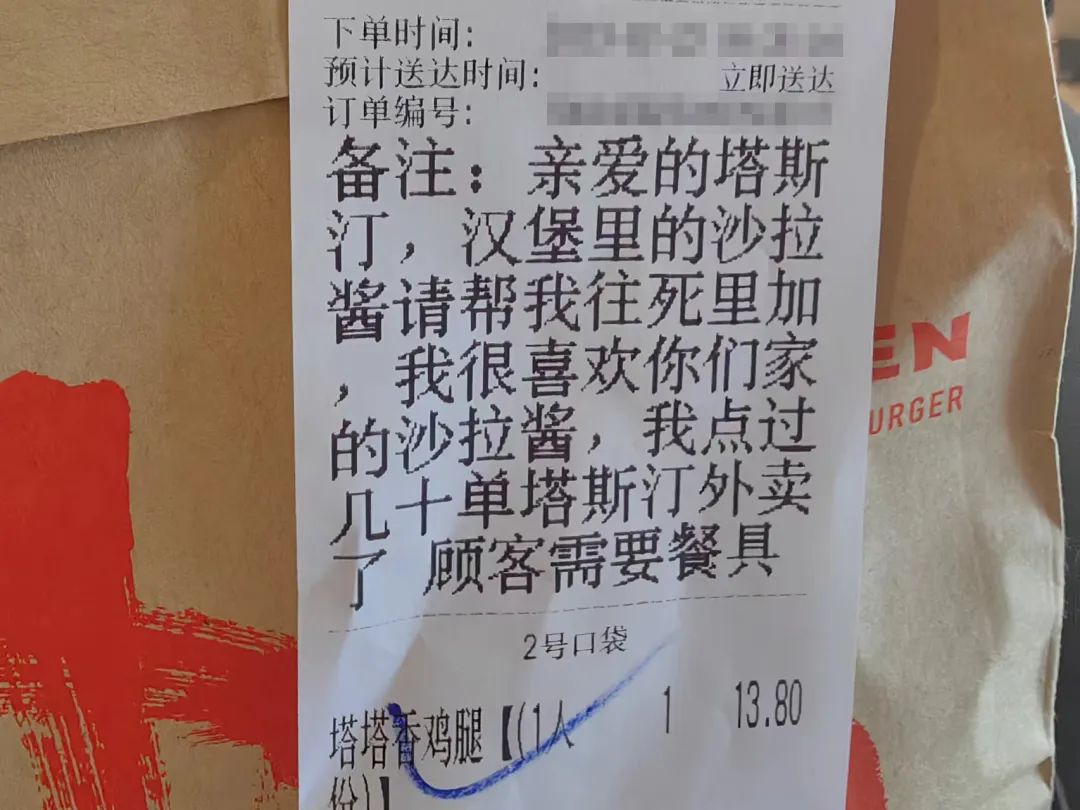 下单时间:
预计送达时间: 立即送达
订单编号:
备注：亲爱的塔斯
汀，汉堡里的沙拉
酱请帮我往死里加
，我很喜欢你们家
的沙拉酱，我点过
几十单塔斯汀外卖
了 顾客需要餐具
2号口袋
塔塔香鸡腿【(1人 1 13.80
份)】
EN
URGER